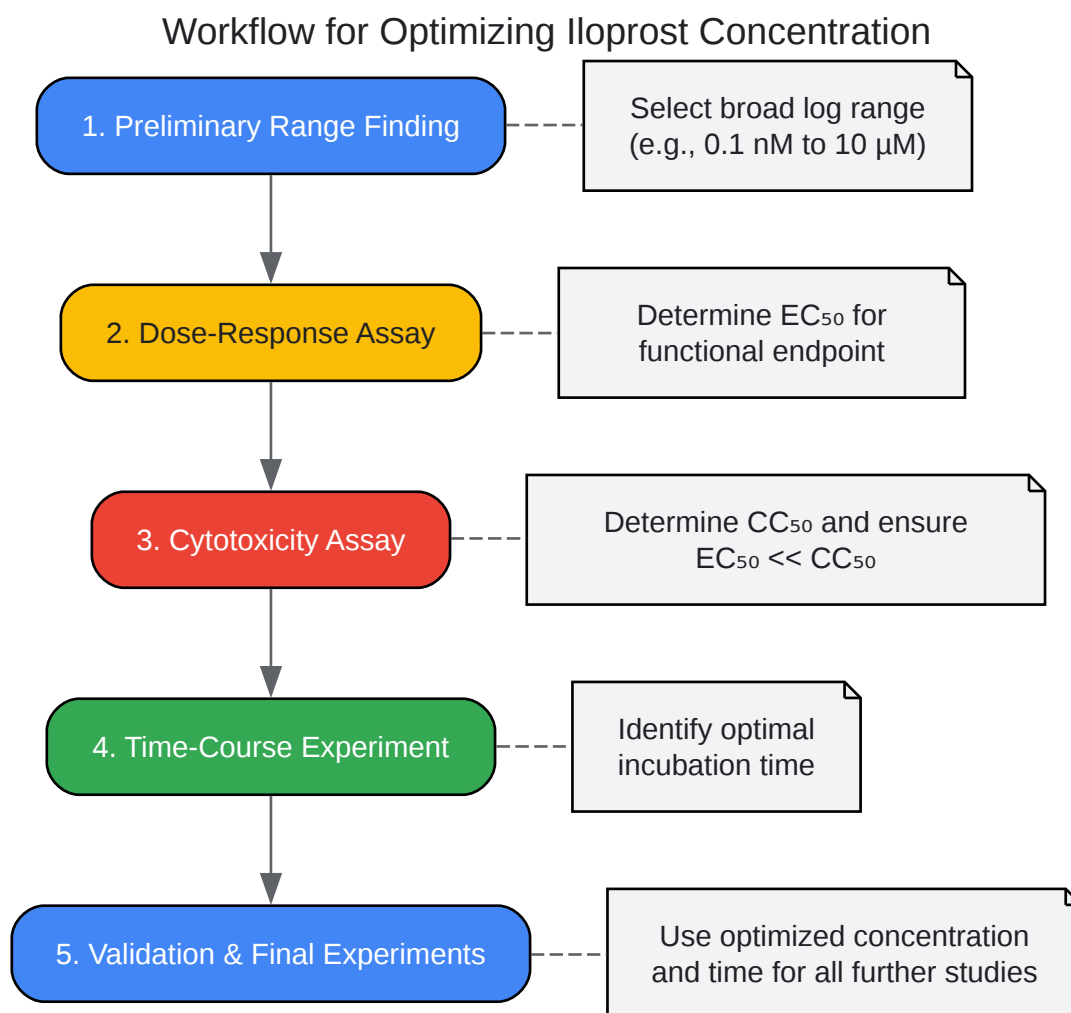 Workflow for Optimizing Iloprost Concentration
1. Preliminary Range Finding
Select broad log range
(e.g., 0.1 nM to 10 µM)
2. Dose-Response Assay
Determine EC₅₀ for
functional endpoint
3. Cytotoxicity Assay
Determine CC₅₀ and ensure
EC₅₀ << CC₅₀
4. Time-Course Experiment
Identify optimal
incubation time
5. Validation & Final Experiments
Use optimized concentration
and time for all further studies